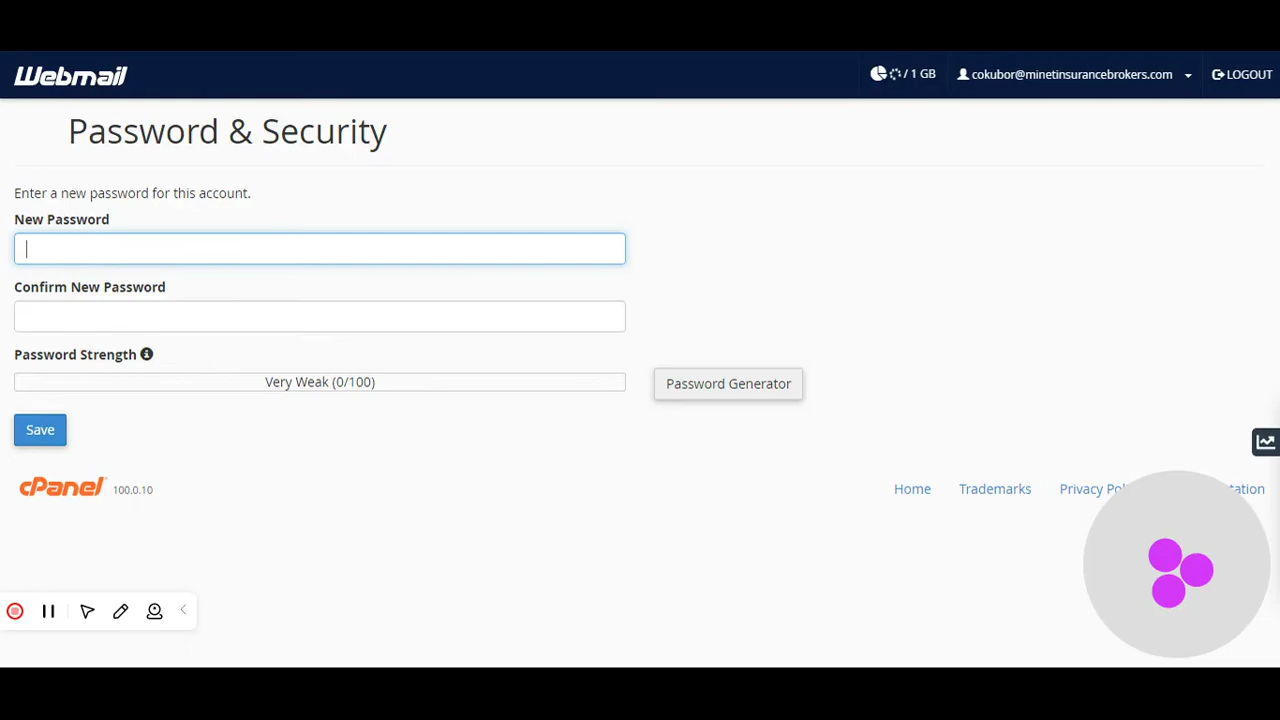 Webmail
/ 1 GB
cokubor@minetinsurancebrokers.com
LOGOUT
Password & Security
Enter a new password for this account.
New Password
Confirm New Password
Password Strength
Very Weak (0/100)
Password Generator
Save
cPanel
100.0.10
Home
Trademarks
Privacy